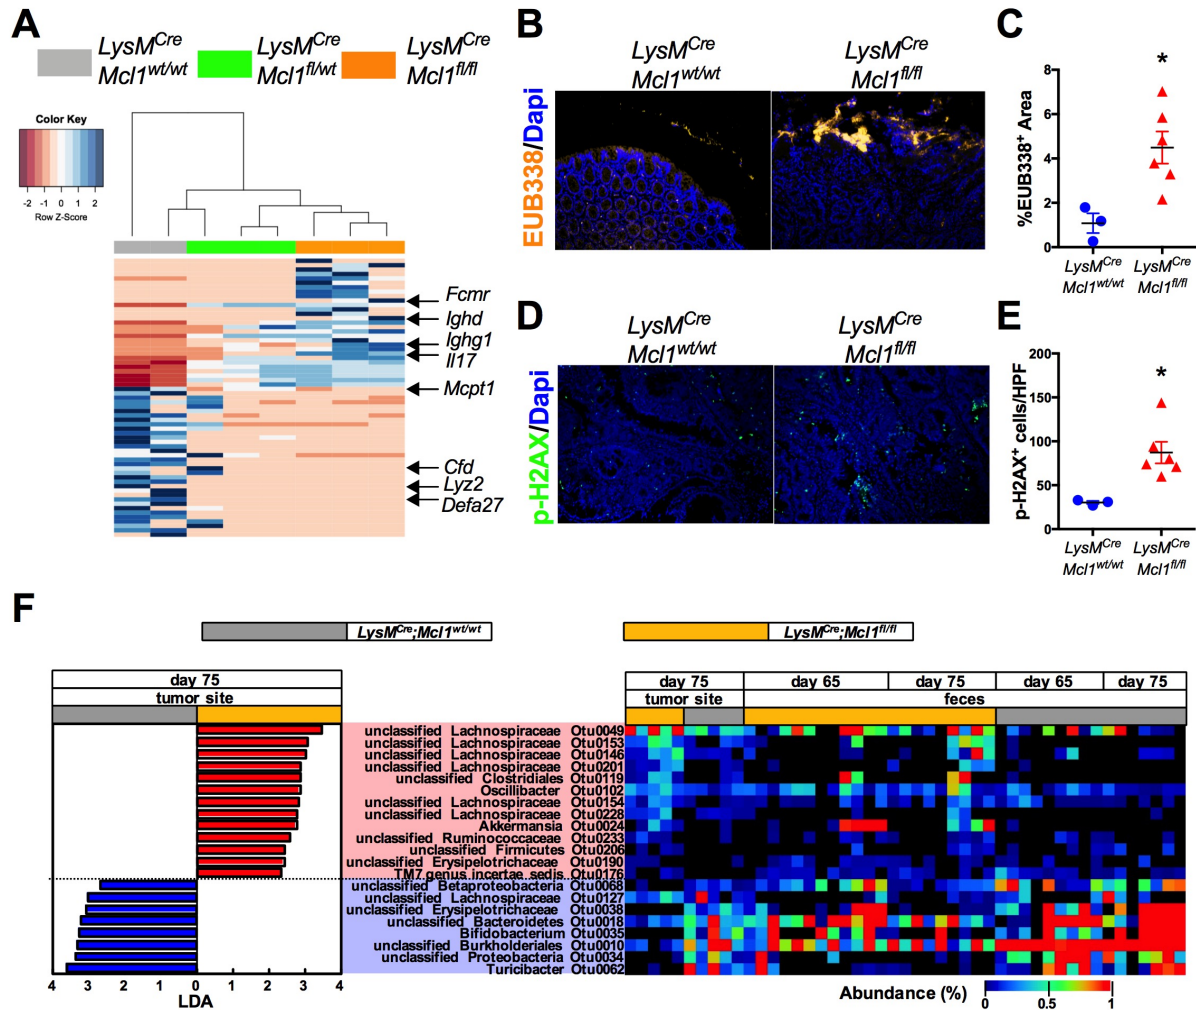 A
LysMCre
Mcl1wt/wt
LysMCre
Mcl1fl/wt
LysMCre
Mcl1fl/fl
Color Key
-2 -1 0 1 2
Row Z-Score
Fcmr
Ighd
Ighg1
Il17
Mcpt1
Cfd
Lyz2
Defa27
B
LysMCre
Mcl1wt/wt
LysMCre
Mcl1fl/fl
EUB338/Dapi
C
%EUB338+ Area
8
6
4
2
0
*
LysMCre
Mcl1wt/wt
LysMCre
Mcl1fl/fl
D
LysMCre
Mcl1wt/wt
LysMCre
Mcl1fl/fl
p-H2AX/Dapi
E
p-H2AX+ cells/HPF
200
150
100
50
0
*
LysMCre
Mcl1wt/wt
LysMCre
Mcl1fl/fl
F
LysMCre;Mcl1wt/wt
LysMCre;Mcl1fl/fl
day 75
tumor site
day 75 day 65 day 75 day 65 day 75
tumor site feces
unclassified Lachnospiraceae Otu0049
unclassified Lachnospiraceae Otu0153
unclassified Lachnospiraceae Otu0146
unclassified Lachnospiraceae Otu0201
unclassified Clostridiales Otu0119
Oscillibacter Otu0102
unclassified Lachnospiraceae Otu0154
unclassified Lachnospiraceae Otu0228
Akkermansia Otu0024
unclassified Ruminococcaceae Otu0233
unclassified Firmicutes Otu0206
unclassified Erysipelotrichaceae Otu0190
TM7 genus incertae sedis Otu0176
unclassified Betaproteobacteria Otu0068
unclassified Lachnospiraceae Otu0127
unclassified Erysipelotrichaceae Otu0038
unclassified Bacteroidetes Otu0018
Bifidobacterium Otu0035
unclassified Burkholderiales Otu0010
unclassified Proteobacteria Otu0034
Turicibacter Otu0062
4 3 2 1 0 1 2 3 4
LDA
Abundance (%)
0 0.5 1